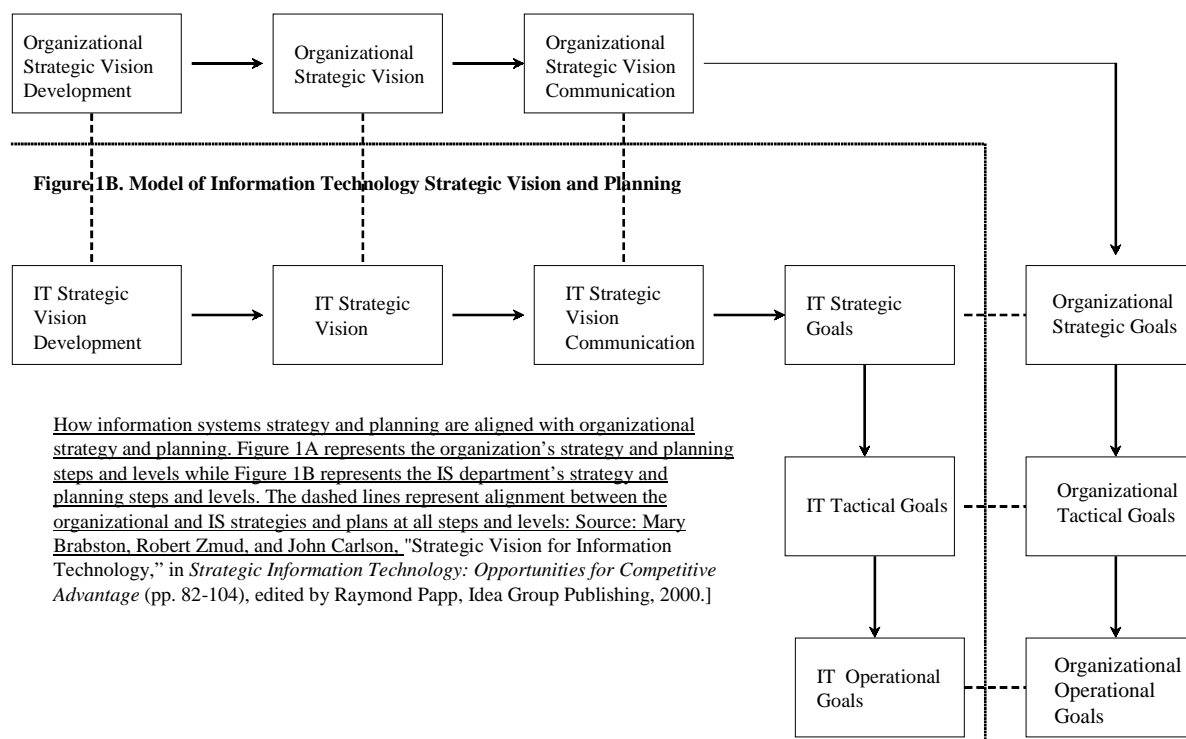 Organizational
Strategic Vision
Development
Organizational
Strategic Vision
Organizational
Strategic Vision
Communication
Figure 1B. Model of Information Technology Strategic Vision and Planning
IT Strategic
Vision
Development
IT Strategic
Vision
IT Strategic
Vision
Communication
IT Strategic
Goals
Organizational
Strategic Goals
How information systems strategy and planning are aligned with organizational
strategy and planning. Figure 1A represents the organization’s strategy and planning
steps and levels while Figure 1B represents the IS department’s strategy and
planning steps and levels. The dashed lines represent alignment between the
organizational and IS strategies and plans at all steps and levels: Source: Mary
Brabston, Robert Zmud, and John Carlson, "Strategic Vision for Information
Technology,” in Strategic Information Technology: Opportunities for Competitive
Advantage (pp. 82-104), edited by Raymond Papp, Idea Group Publishing, 2000.]
IT Tactical Goals
Organizational
Tactical Goals
IT Operational
Goals
Organizational
Operational
Goals